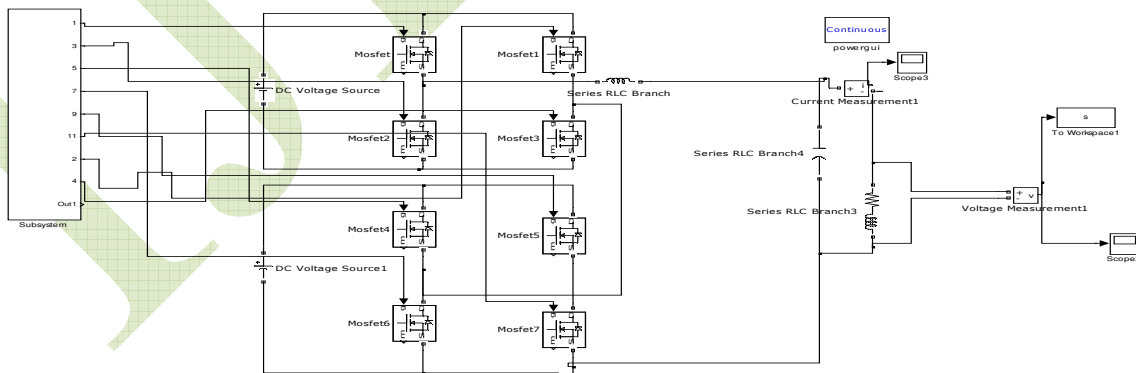 1
3
5
7
9
11
2
4
Out1
Subsystem
Mosfet
Mosfet1
DC Voltage Source
Mosfet2
Mosfet3
Mosfet4
Mosfet5
DC Voltage Source1
Mosfet6
Mosfet7
Series RLC Branch
Continuous
powergui
Scope3
Current Measurement1
Series RLC Branch4
Series RLC Branch3
s
To Workspace1
Voltage Measurement1